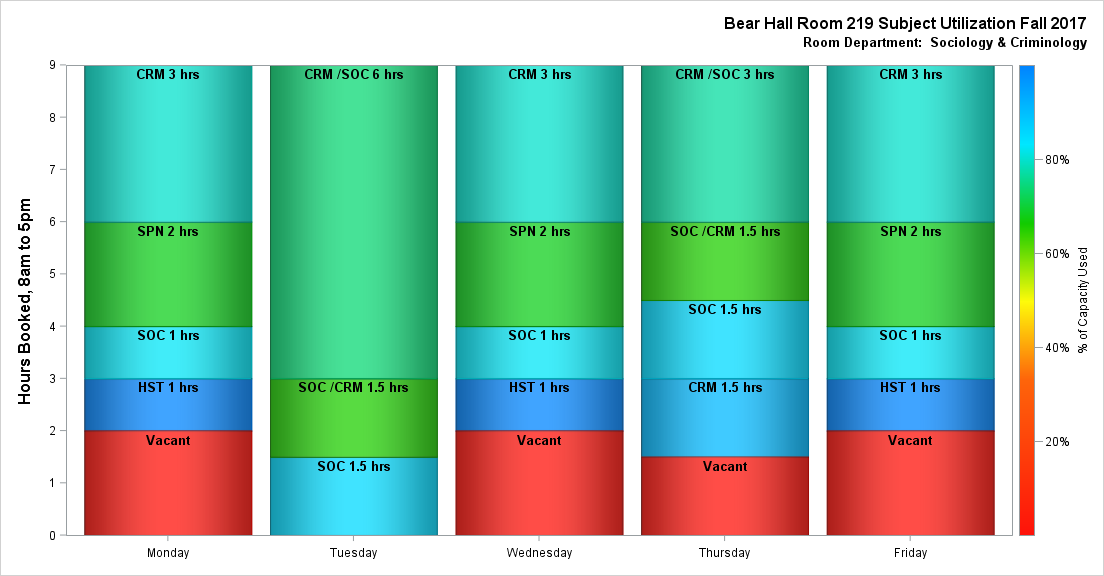 Bear Hall Room 219 Subject Utilization Fall 2017
Room Department:  Sociology & Criminology
Hours Booked, 8am to 5pm
9
8
7
6
5
4
3
2
1
0
CRM 3 hrs
SPN 2 hrs
SOC 1 hrs
HST 1 hrs
Vacant
Monday
CRM /SOC 6 hrs
SOC /CRM 1.5 hrs
SOC 1.5 hrs
Tuesday
CRM 3 hrs
SPN 2 hrs
SOC 1 hrs
HST 1 hrs
Vacant
Wednesday
CRM /SOC 3 hrs
SOC /CRM 1.5 hrs
SOC 1.5 hrs
CRM 1.5 hrs
Vacant
Thursday
CRM 3 hrs
SPN 2 hrs
SOC 1 hrs
HST 1 hrs
Vacant
Friday
80%
60%
40%
20%
% of Capacity Used